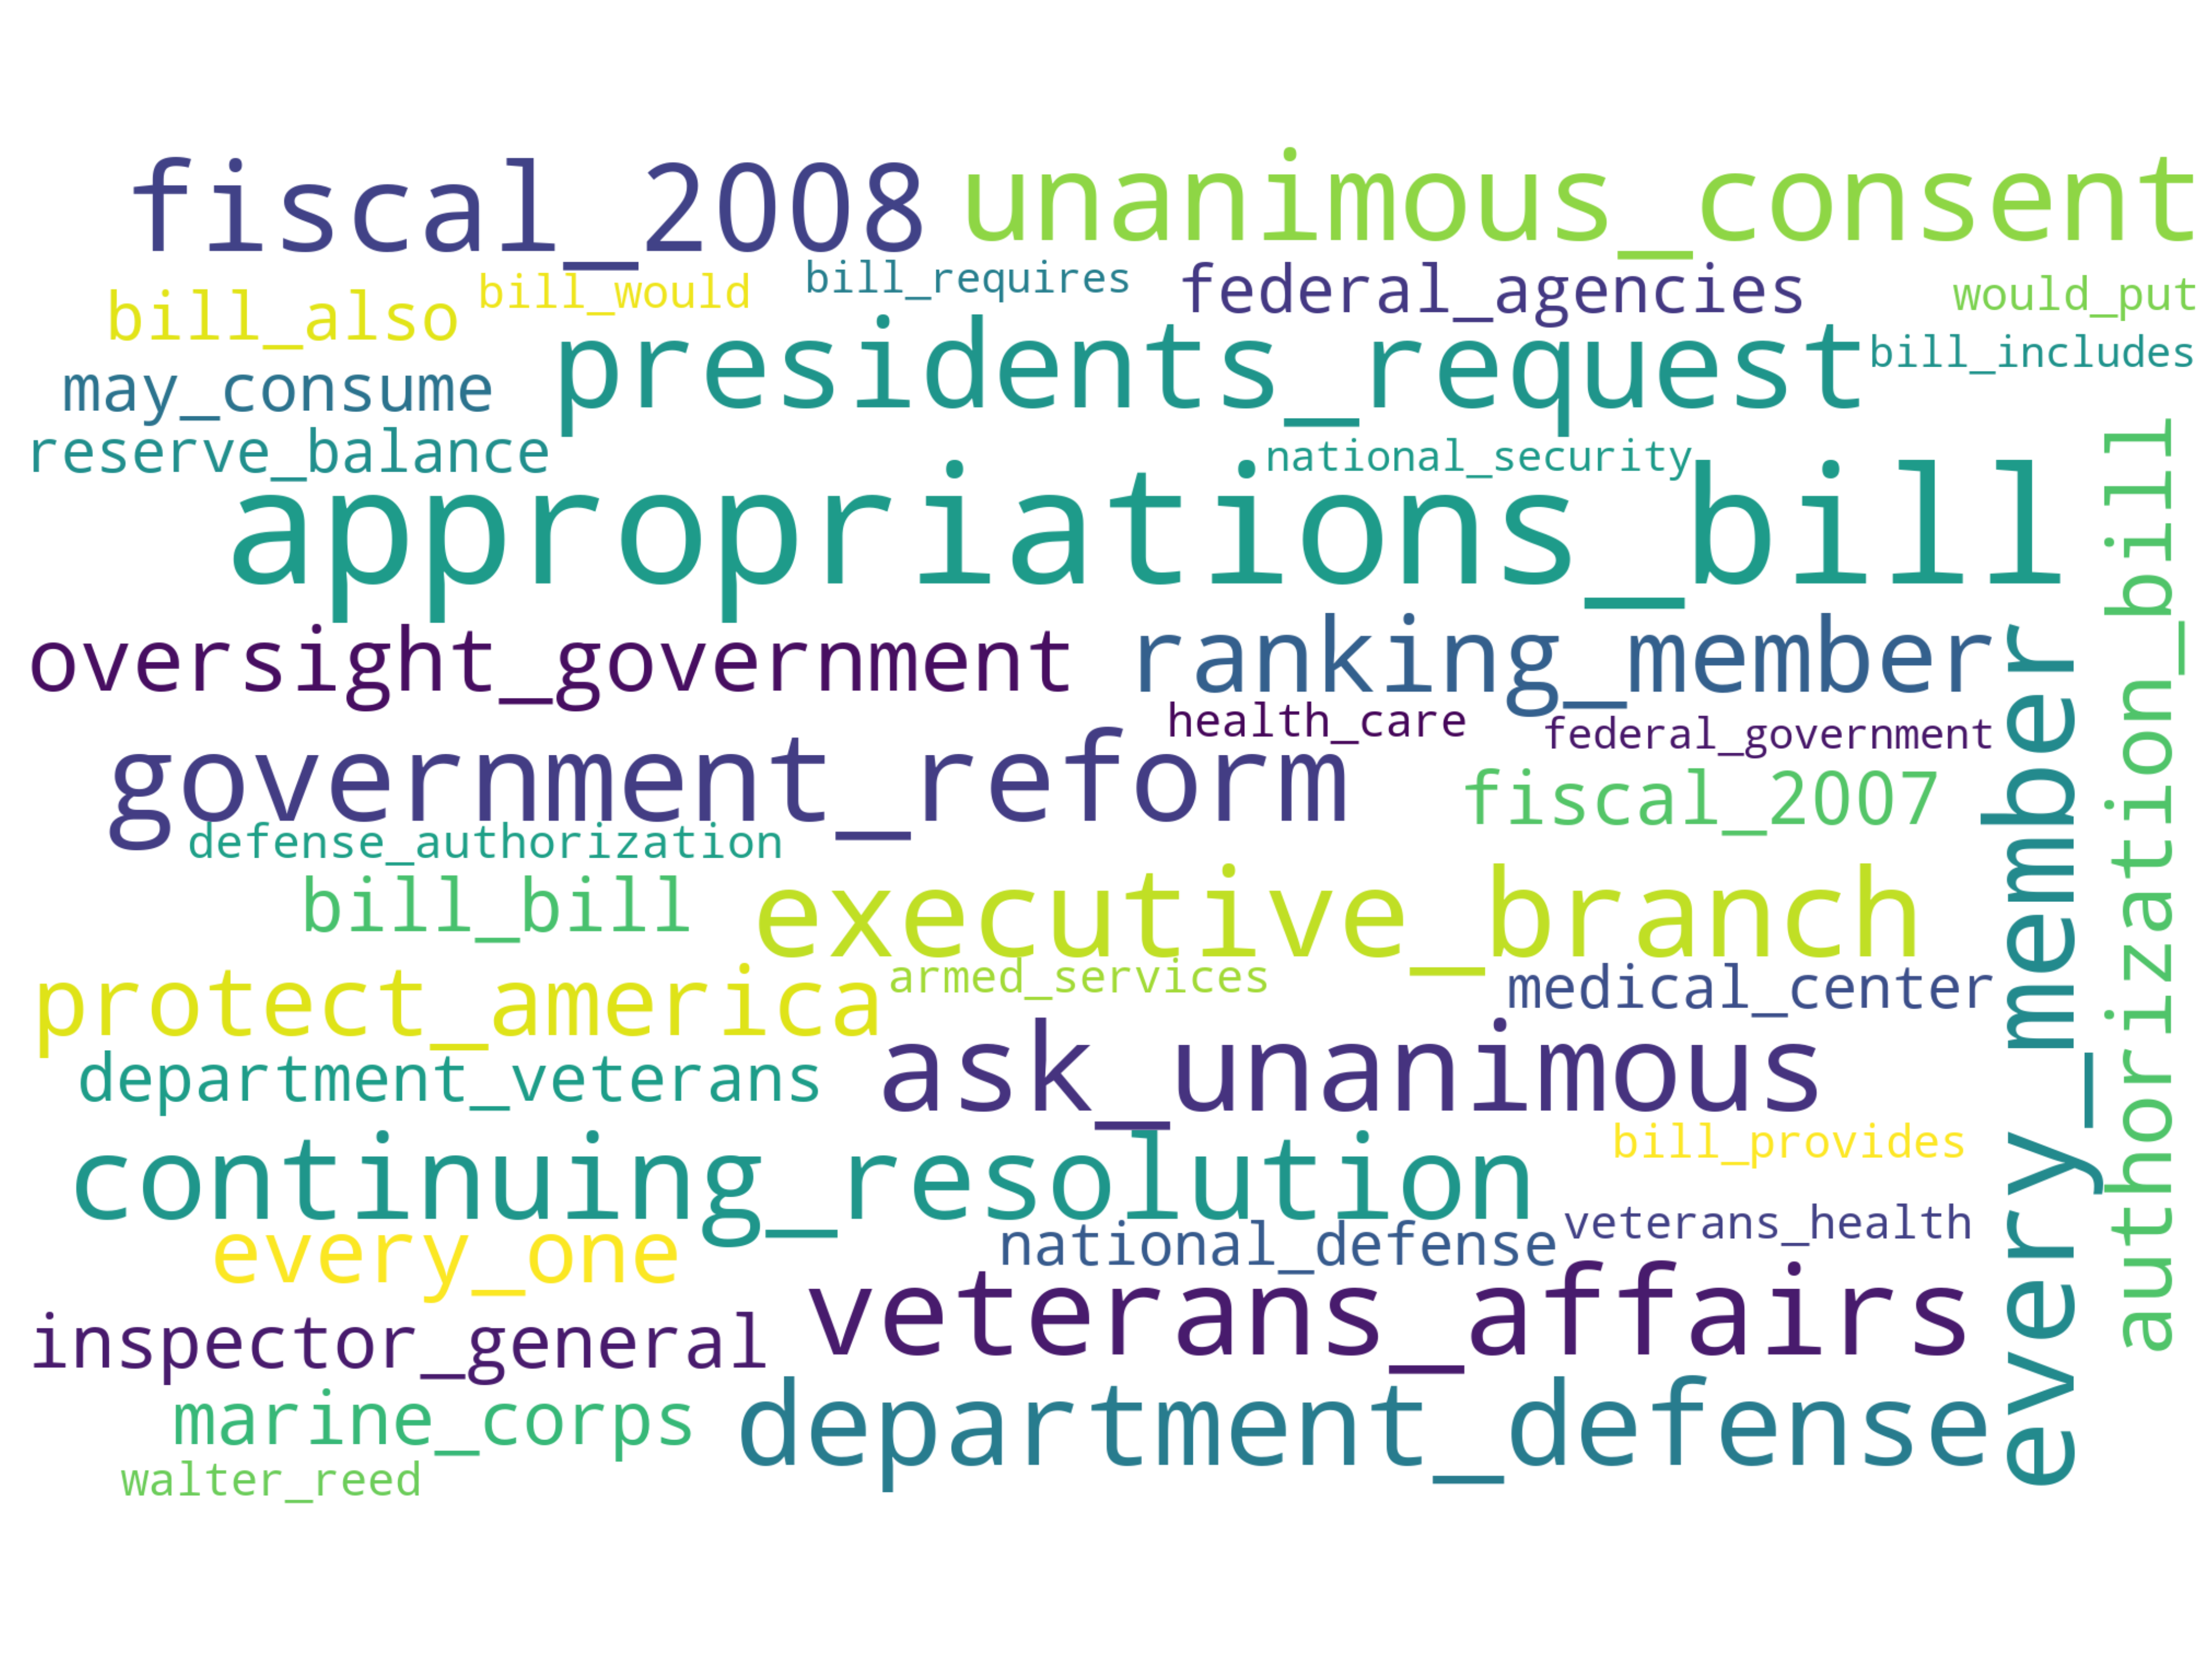 fiscal_2008 unanimous_consent
bill_also bill_would bill_requires federal_agencies would_put
may_consume presidents_request bill_includes
reserve_balance national_security
appropriations_bill
oversight_government ranking_member
health_care federal_government
government_reform fiscal_2007
defense_authorization
bill_bill executive_branch
protect_america armed_services medical_center
department_veterans ask_unanimous
continuing_resolution bill_provides
every_one national_defense veterans_health
inspector_general veterans_affairs
marine_corps department_defense
walter_reed
every_member
authorization_bill